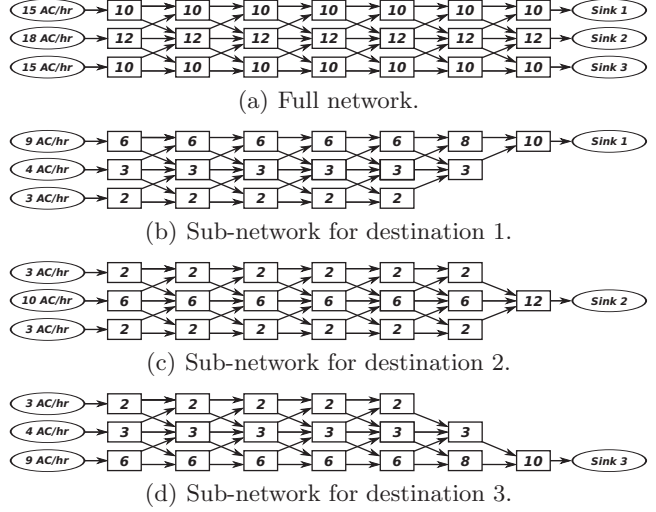 15 AC/hr 10 10 10 10 10 10 10 Sink 1
18 AC/hr 12 12 12 12 12 12 12 Sink 2
15 AC/hr 10 10 10 10 10 10 10 Sink 3
(a) Full network.
9 AC/hr 6 6 6 6 6 8 10 Sink 1
4 AC/hr 3 3 3 3 3 3
3 AC/hr 2 2 2 2 2
(b) Sub-network for destination 1.
3 AC/hr 2 2 2 2 2 2
10 AC/hr 6 6 6 6 6 6 12 Sink 2
3 AC/hr 2 2 2 2 2 2
(c) Sub-network for destination 2.
3 AC/hr 2 2 2 2 2
4 AC/hr 3 3 3 3 3 3
9 AC/hr 6 6 6 6 6 8 10 Sink 3
(d) Sub-network for destination 3.